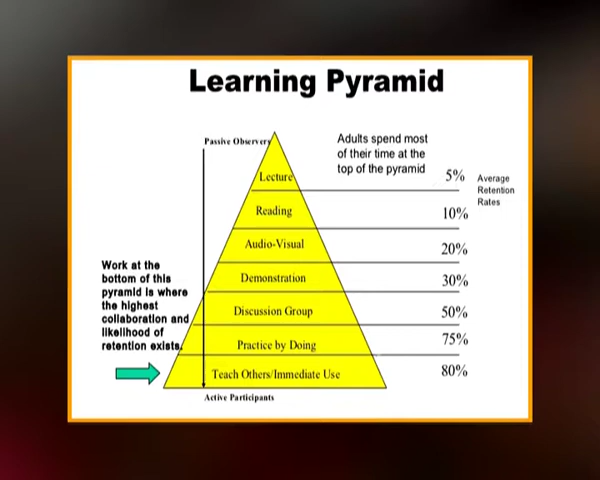 Learning Pyramid
Passive Observers
Adults spend most
of their time at the
top of the pyramid
Lecture
5%
Average
Retention
Rates
Reading
10%
Audio-Visual
20%
Work at the
bottom of this
pyramid is where
the highest
collaboration and
likelihood of
retention exists.
Demonstration
30%
Discussion Group
50%
Practice by Doing
75%
Teach Others/Immediate Use
80%
Active Participants